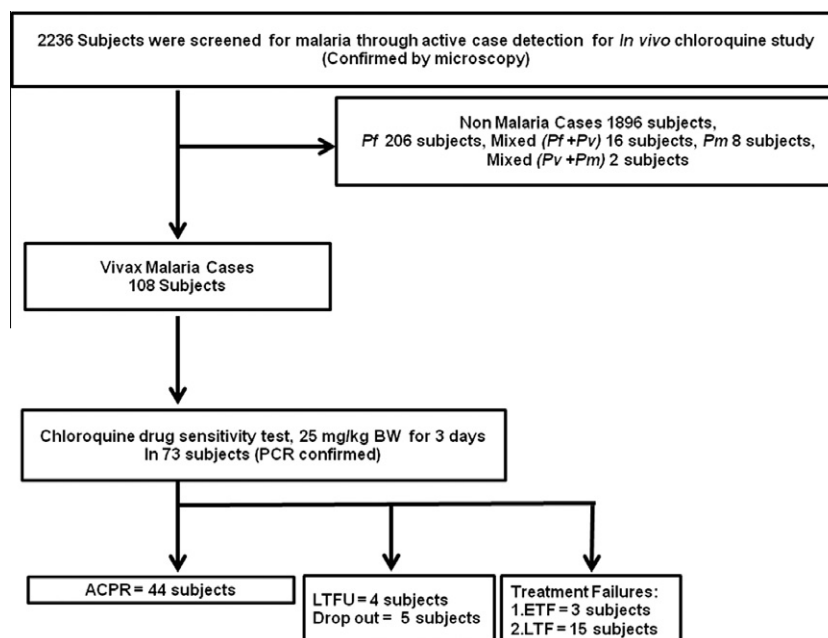 2236 Subjects were screened for malaria through active case detection for In vivo chloroquine study
(Confirmed by microscopy)
Non Malaria Cases 1896 subjects,
Pf 206 subjects, Mixed (Pf +Pv) 16 subjects, Pm 8 subjects,
Mixed (Pv +Pm) 2 subjects
Vivax Malaria Cases
108 Subjects
Chloroquine drug sensitivity test, 25 mg/kg BW for 3 days
In 73 subjects (PCR confirmed)
ACPR = 44 subjects
LTFU = 4 subjects
Drop out = 5 subjects
Treatment Failures:
1.ETF = 3 subjects
2.LTF = 15 subjects